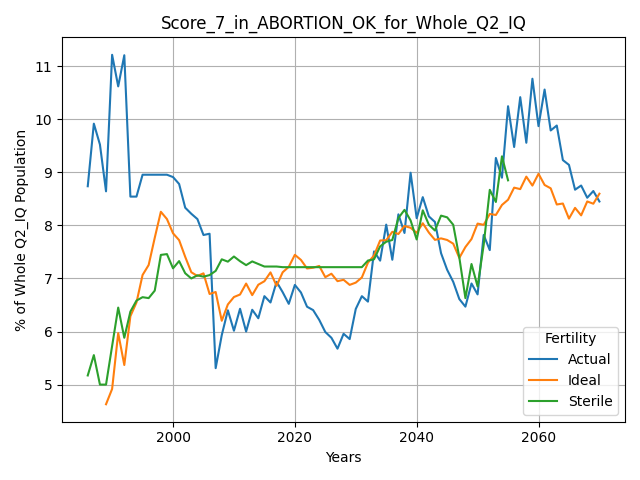 Score_7_in_ABORTION_OK_for_Whole_Q2_IQ
% of Whole Q2_IQ Population
11
10
9
8
7
6
5
2000 2020 2040 2060
Years
Fertility
Actual
Ideal
Sterile